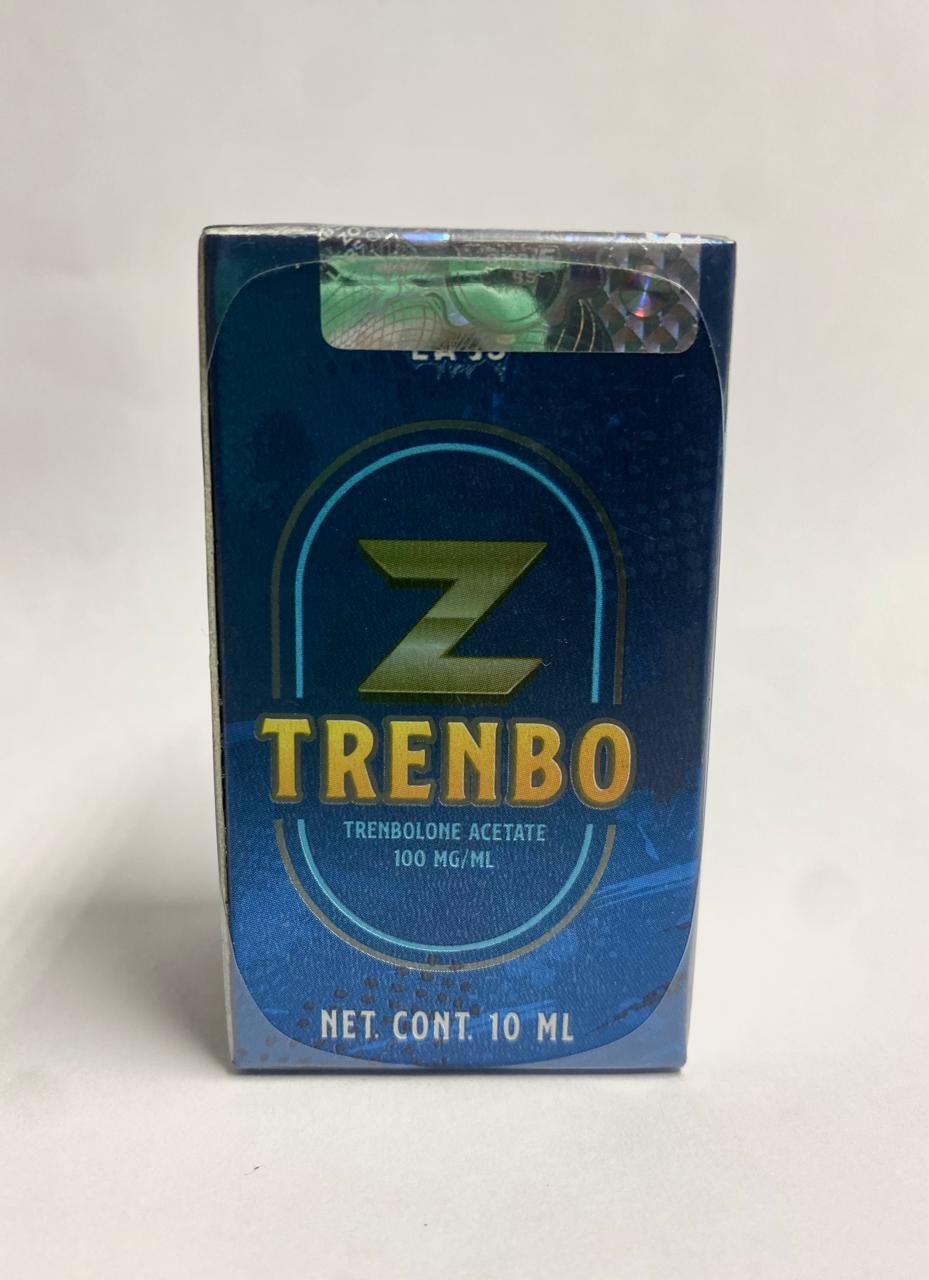 Z
TRENBO
TRENBOLONE ACETATE
100 MG/ML
NET. CONT. 10 ML